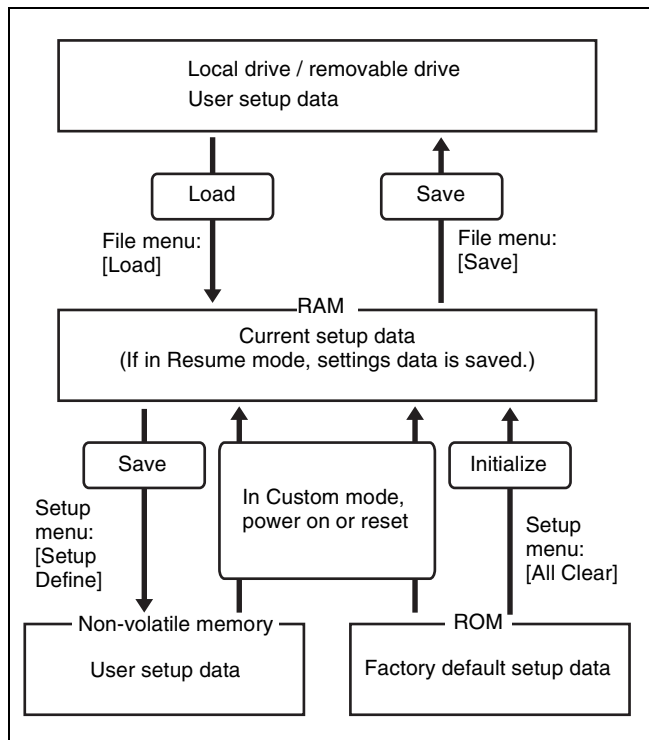 Local drive / removable drive
User setup data
Load
Save
File menu:
[Load]
File menu:
[Save]
RAM
Current setup data
(If in Resume mode, settings data is saved.)
Save
In Custom mode,
power on or reset
Initialize
Setup
menu:
[Setup
Define]
Setup
menu:
[All Clear]
Non-volatile memory
User setup data
ROM
Factory default setup data